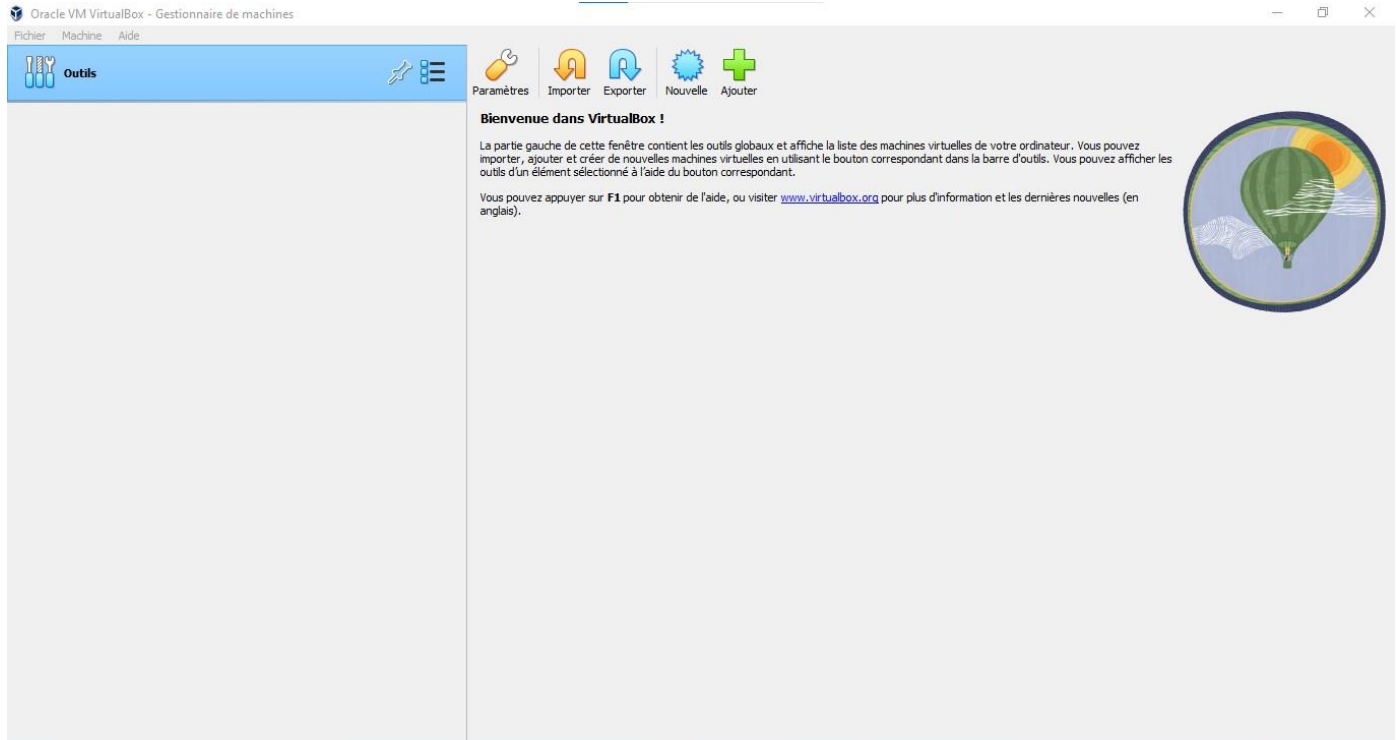 Oracle VM VirtualBox - Gestionnaire de machines
Fichier Machine Aide
Outils
Paramètres Importer Exporter Nouvelle Ajouter
Bienvenue dans VirtualBox !
La partie gauche de cette fenêtre contient les outils globaux et affiche la liste des machines virtuelles de votre ordinateur. Vous pouvez
importer, ajouter et créer de nouvelles machines virtuelles en utilisant le bouton correspondant dans la barre d'outils. Vous pouvez afficher les
outils d'un élément sélectionné à l'aide du bouton correspondant.
Vous pouvez appuyer sur F1 pour obtenir de l'aide, ou visiter www.virtualbox.org pour plus d'information et les dernières nouvelles (en
anglais).